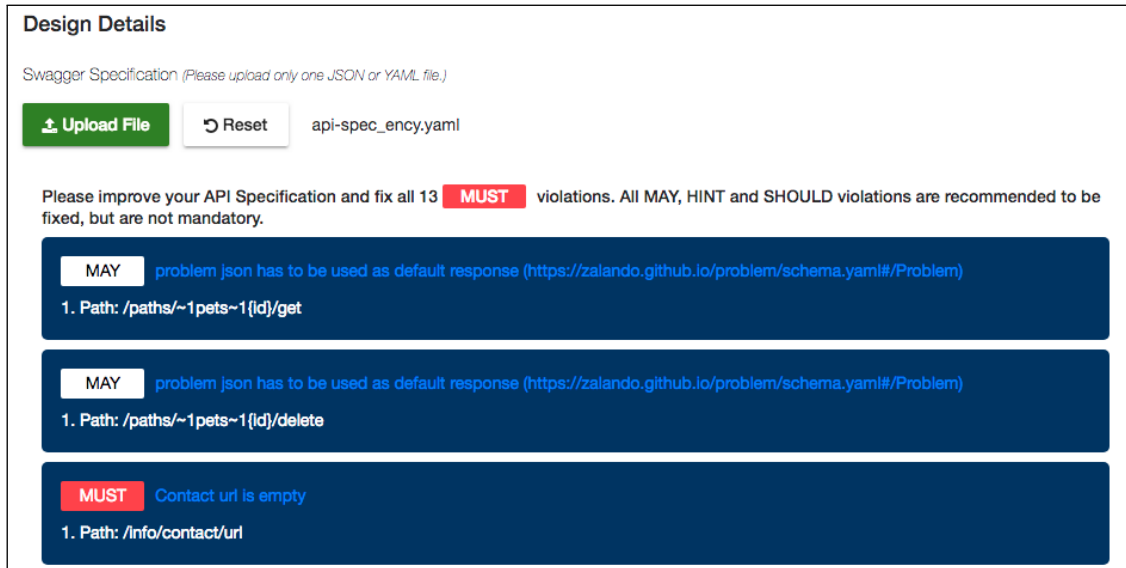 Design Details
Swagger Specification (Please upload only one JSON or YAML file.)
Upload File Reset api-spec_ency.yaml
Please improve your API Specification and fix all 13 MUST violations. All MAY, HINT and SHOULD violations are recommended to be
fixed, but are not mandatory.
MAY problem json has to be used as default response (https://zalando.github.io/problem/schema.yaml#/Problem)
1. Path: /paths/~1pets~1{id}/get
MAY problem json has to be used as default response (https://zalando.github.io/problem/schema.yaml#/Problem)
1. Path: /paths/~1pets~1{id}/delete
MUST Contact url is empty
1. Path: /info/contact/url